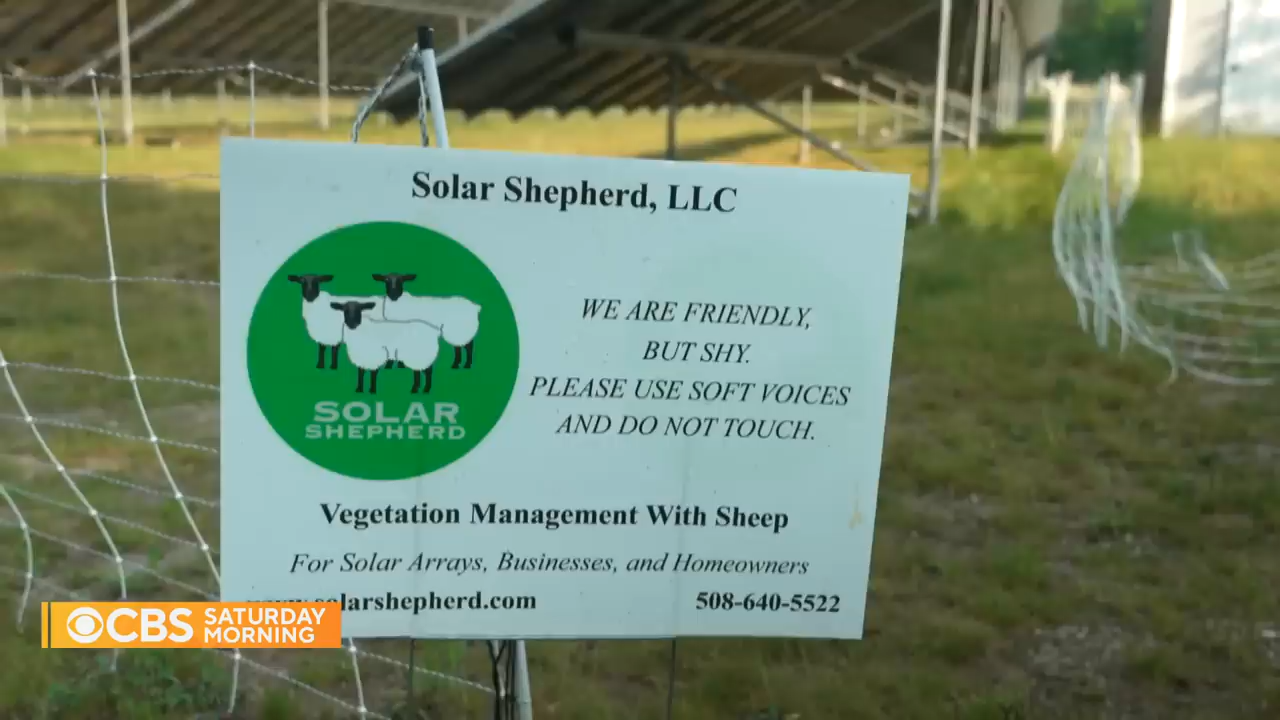 Solar Shepherd, LLC
SOLAR
SHEPHERD
WE ARE FRIENDLY,
BUT SHY.
PLEASE USE SOFT VOICES
AND DO NOT TOUCH.
Vegetation Management With Sheep
For Solar Arrays, Businesses, and Homeowners
solarshepherd.com
508-640-5522
CBS SATURDAY
MORNING